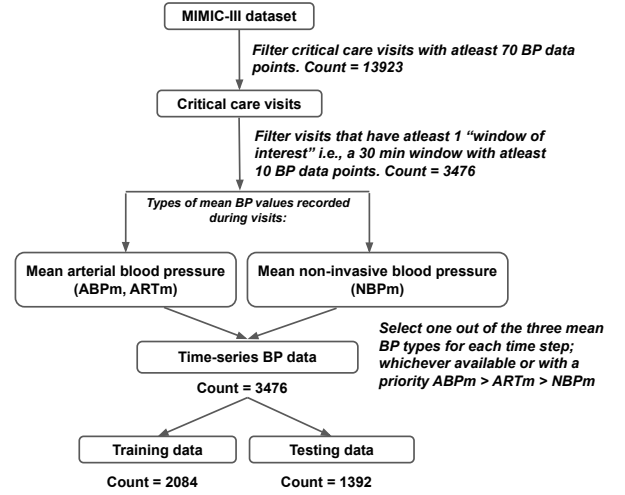 MIMIC-III dataset
Filter critical care visits with atleast 70 BP data
points. Count = 13923
Critical care visits
Filter visits that have atleast 1 “window of
interest” i.e., a 30 min window with atleast
10 BP data points. Count = 3476
Types of mean BP values recorded
during visits:
Mean arterial blood pressure
(ABPm, ARTm)
Mean non-invasive blood pressure
(NBPm)
Select one out of the three mean
BP types for each time step;
whichever available or with a
priority ABPm > ARTm > NBPm
Time-series BP data
Count = 3476
Training data
Testing data
Count = 2084
Count = 1392